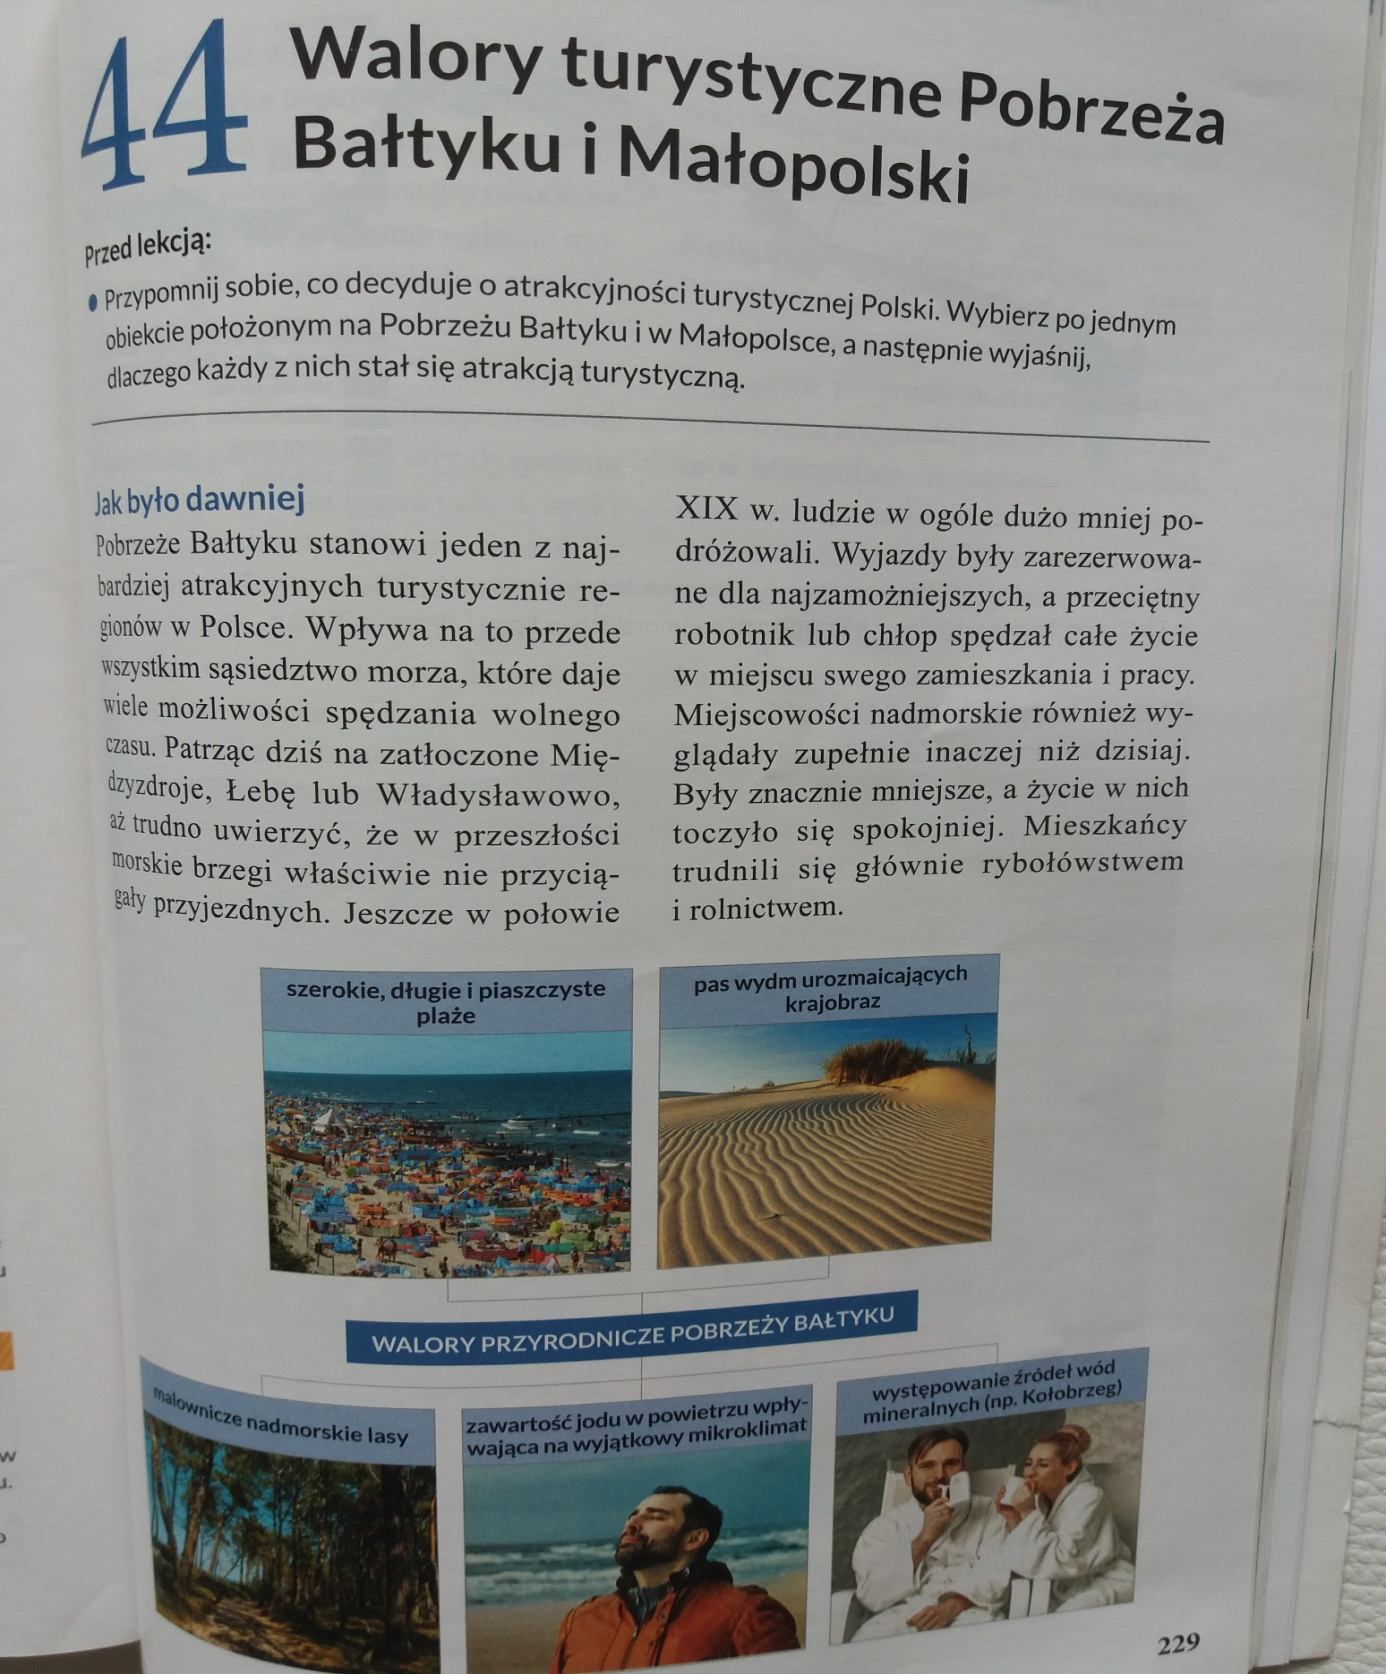 44
Walory turystyczne Pobrzeża
Bałtyku i Małopolski
Przed lekcją:
• Przypomnij sobie, co decyduje o atrakcyjności turystycznej Polski. Wybierz po jednym
obiekcie położonym na Pobrzeżu Bałtyku i w Małopolsce, a następnie wyjaśnij,
dlaczego każdy z nich stał się atrakcją turystyczną.
Jak było dawniej
Pobrzeże Bałtyku stanowi jeden z naj-
bardziej atrakcyjnych turystycznie re-
gionów w Polsce. Wpływa na to przede
wszystkim sąsiedztwo morza, które daje
wiele możliwości spędzania wolnego
czasu. Patrząc dziś na zatłoczone Mię-
dzyzdroje, Łebę lub Władysławowo,
aż trudno uwierzyć, że w przeszłości
morskie brzegi właściwie nie przycią-
gały przyjezdnych. Jeszcze w połowie
XIX w. ludzie w ogóle dużo mniej po-
dróżowali. Wyjazdy były zarezerwowa-
ne dla najzamożniejszych, a przeciętny
robotnik lub chłop spędzał całe życie
w miejscu swego zamieszkania i pracy.
Miejscowości nadmorskie również wy-
glądały zupełnie inaczej niż dzisiaj.
Były znacznie mniejsze, a życie w nich
toczyło się spokojniej. Mieszkańcy
trudnili się głównie rybołówstwem
i rolnictwem.
szerokie, długie i piaszczyste
plaże
pas wydm urozmaicających
krajobraz
WALORY PRZYRODNICZE POBRZEŻY BAŁTYKU
malownicze nadmorskie lasy
zawartość jodu w powietrzu wpły-
wająca na wyjątkowy mikroklimat
występowanie źródeł wód
mineralnych (np. Kołobrzeg)
229